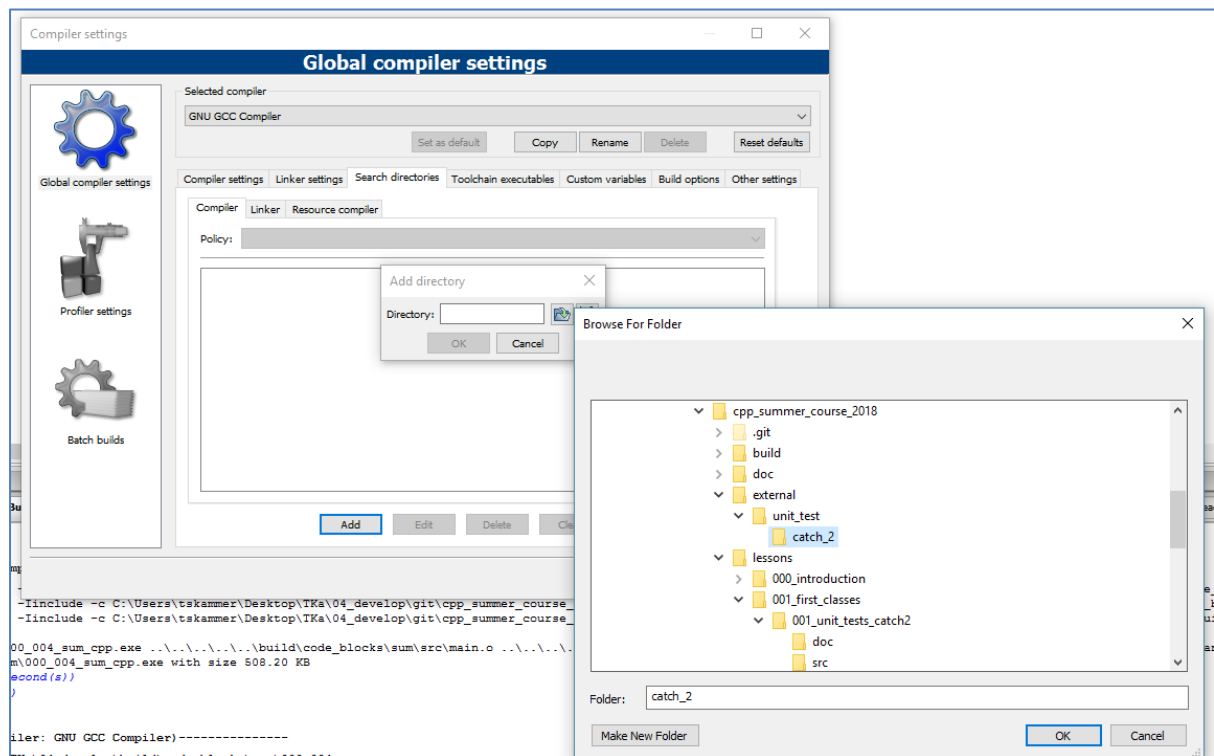 Compiler settings
Global compiler settings
Global compiler settings
Profiler settings
Batch builds
Selected compiler
GNU GCC Compiler
Set as default Copy Rename Delete Reset defaults
Compiler settings Linker settings Search directories Toolchain executables Custom variables Build options Other settings
Compiler Linker Resource compiler
Policy:
Add directory
Directory:
OK Cancel
Add Edit Delete
Browse For Folder
cpp_summer_course_2018
.git
build
doc
external
unit_test
catch_2
lessons
000_introduction
001_first_classes
001_unit_tests_catch2
doc
src
Folder: catch_2
Make New Folder OK Cancel
-Iinclude -c C:\Users\tskammer\Desktop\TKa\04_develop\git\cpp_summer_course_
-Iinclude -c C:\Users\tskammer\Desktop\TKa\04_develop\git\cpp_summer_course_
00_004_sum_cpp.exe ..\..\..\..\build\code_blocks\sum\src\main.o ..\..\..\.
m\000_004_sum_cpp.exe with size 508.20 KB
econd(s))
)
iler: GNU GCC Compiler)---------------